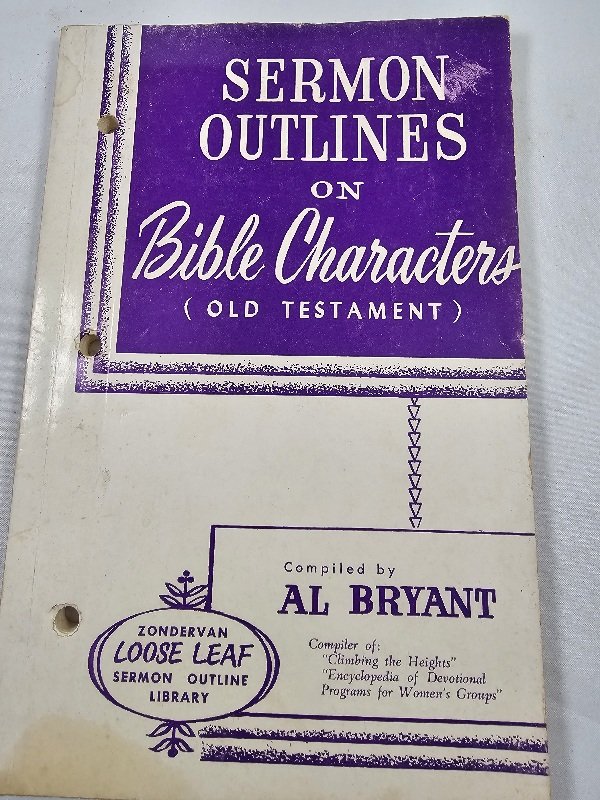 SERMON
OUTLINES
ON
Bible Characters
( OLD TESTAMENT )
Compiled by
AL BRYANT
Compiler of:
"Climbing the Heights"
"Encyclopedia of Devotional
Programs for Women's Groups"
ZONDERVAN
LOOSE LEAF
SERMON OUTLINE
LIBRARY